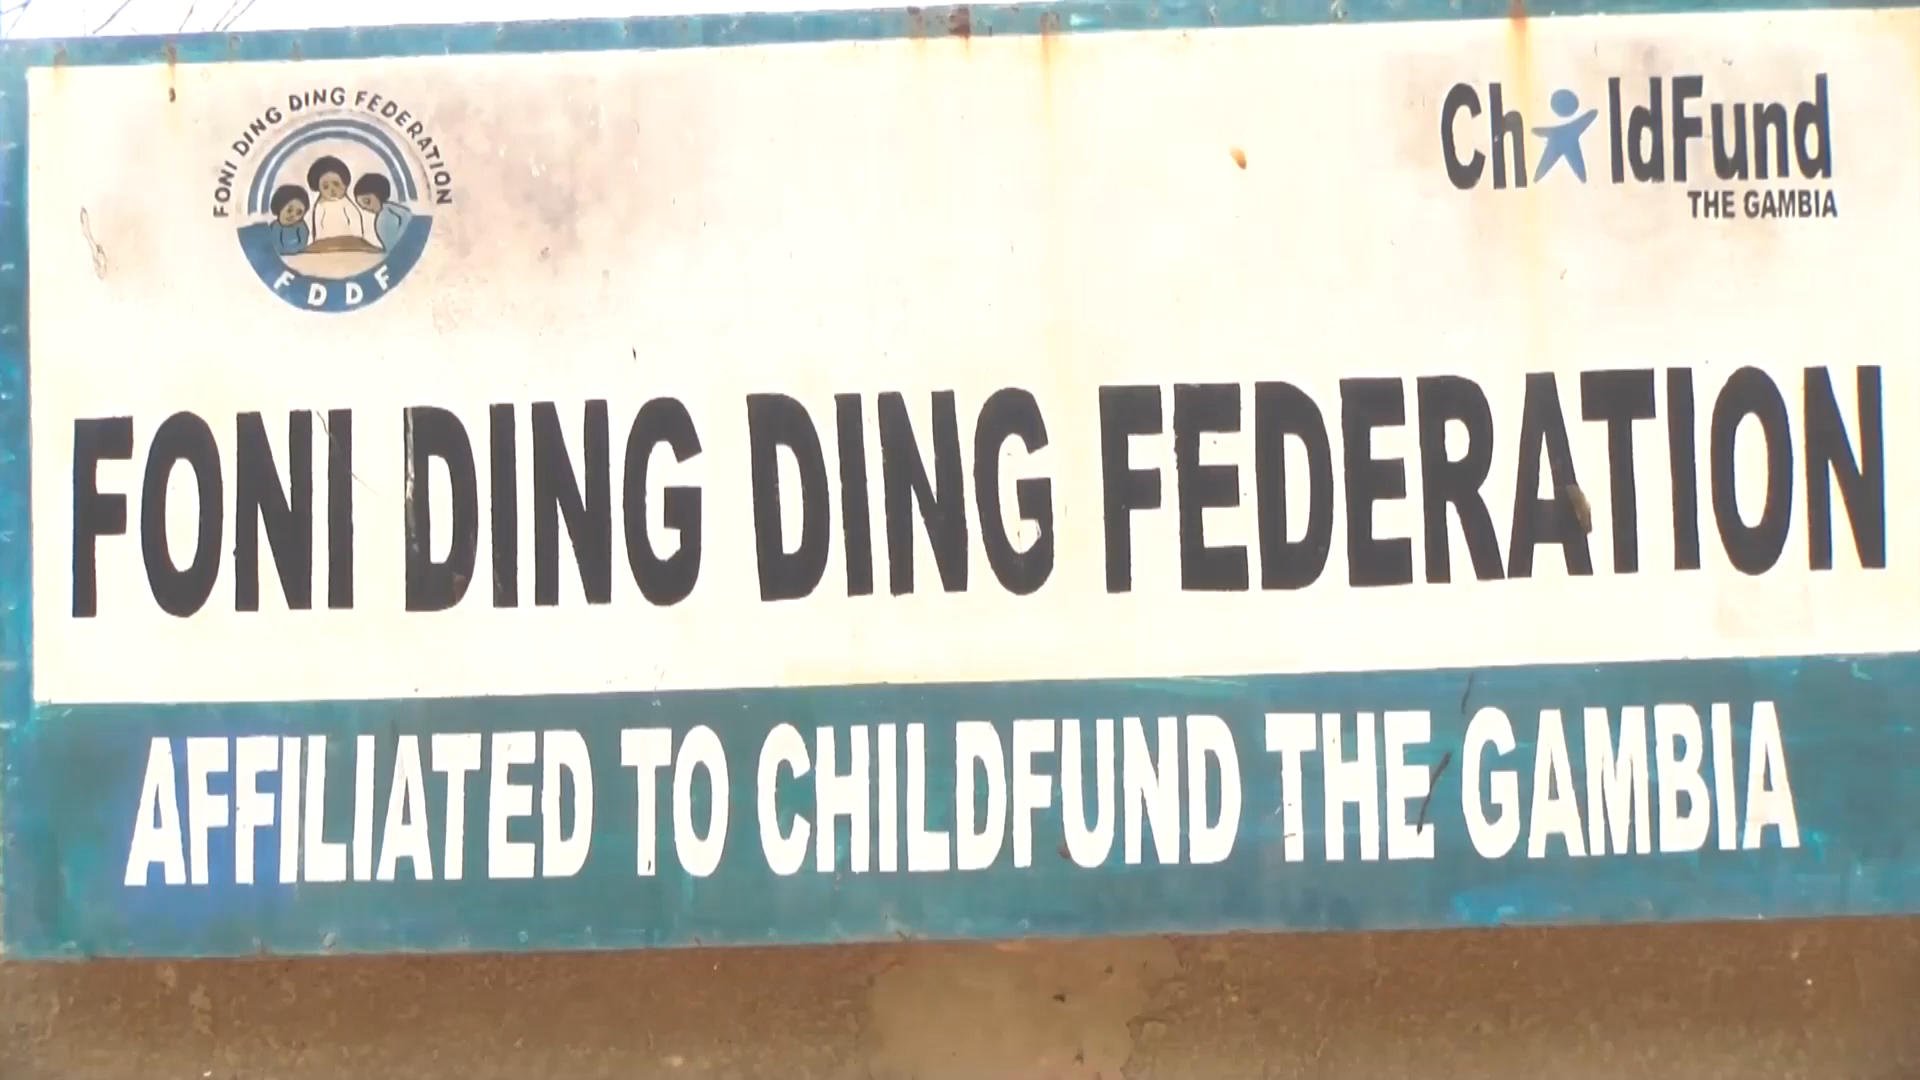 FONI DING DING FEDERATION
FDDF
ChildFund
THE GAMBIA
FONI DING DING FEDERATION
AFFILIATED TO CHILDFUND THE GAMBIA